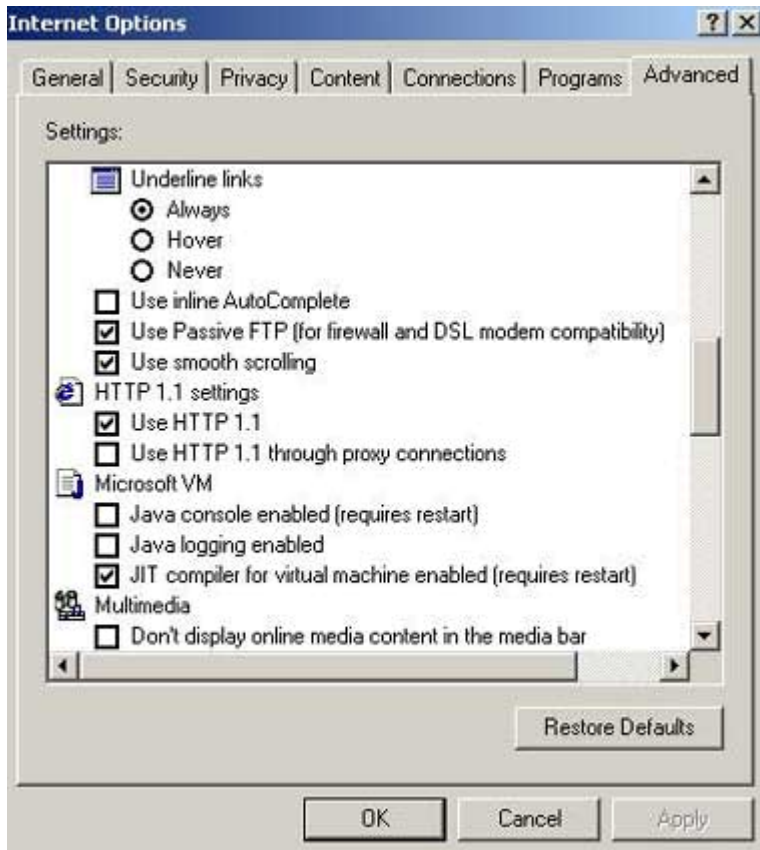 Internet Options
General Security Privacy Content Connections Programs Advanced
Settings:
Underline links
Always
Hover
Never
Use inline AutoComplete
Use Passive FTP (for firewall and DSL modem compatibility)
Use smooth scrolling
HTTP 1.1 settings
Use HTTP 1.1
Use HTTP 1.1 through proxy connections
Microsoft VM
Java console enabled (requires restart)
Java logging enabled
JIT compiler for virtual machine enabled (requires restart)
Multimedia
Don't display online media content in the media bar
Restore Defaults
OK Cancel Apply